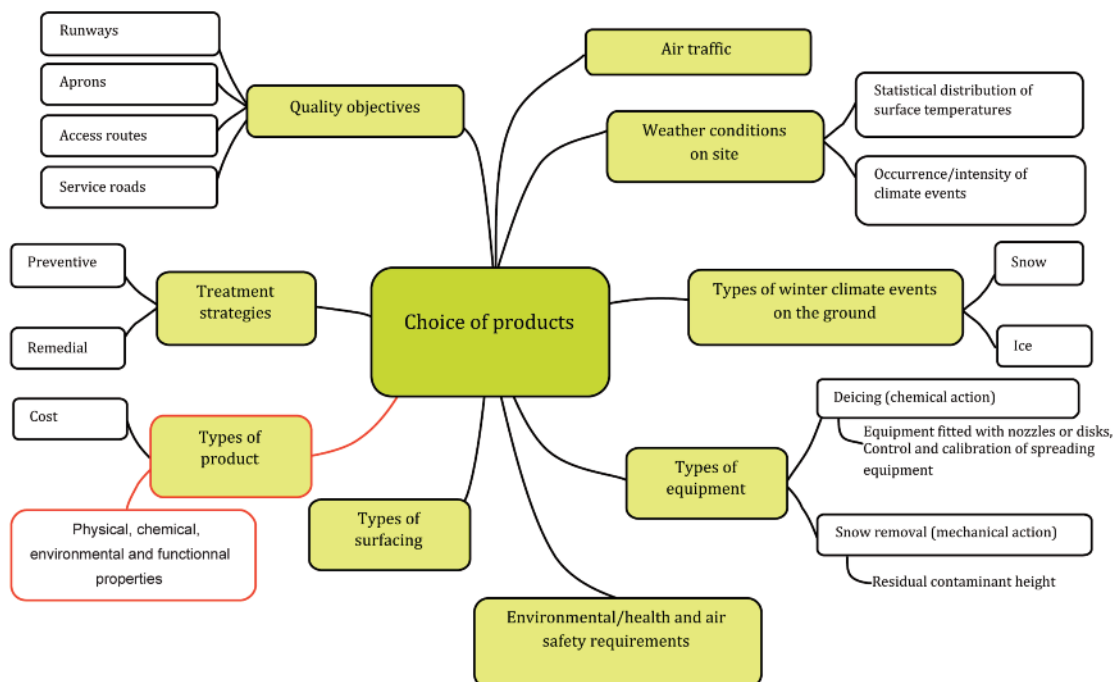 Runways
Aprons
Access routes
Service roads
Quality objectives
Air traffic
Weather conditions
on site
Statistical distribution of
surface temperatures
Occurrence/intensity of
climate events
Preventive
Remedial
Treatment
strategies
Choice of products
Types of winter climate events
on the ground
Snow
Ice
Cost
Types of
product
Physical, chemical,
environmental and functionnal
properties
Types of
surfacing
Environmental/health and air
safety requirements
Types of
equipment
Deicing (chemical action)
Equipment fitted with nozzles or disks,
Control and calibration of spreading
equipment
Snow removal (mechanical action)
Residual contaminant height